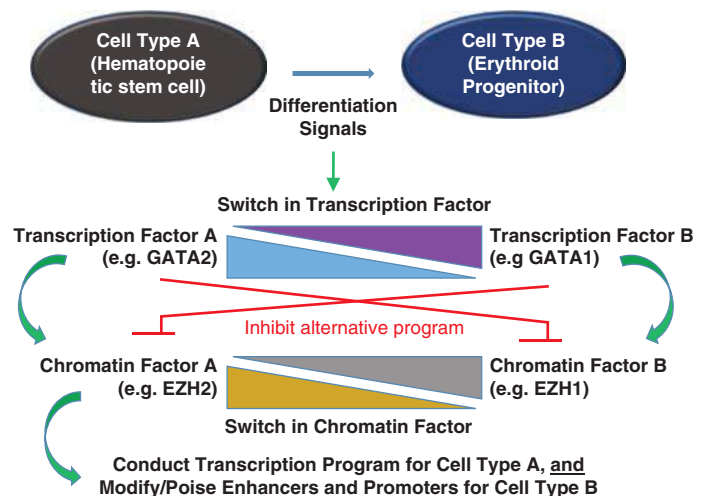 Cell Type A
(Hematopoie
tic stem cell)
Cell Type B
(Erythroid
Progenitor)
Differentiation
Signals
Switch in Transcription Factor
Transcription Factor A
(e.g. GATA2)
Transcription Factor B
(e.g GATA1)
Inhibit alternative program
Chromatin Factor A
(e.g. EZH2)
Chromatin Factor B
(e.g. EZH1)
Switch in Chromatin Factor
Conduct Transcription Program for Cell Type A, and
Modify/Poise Enhancers and Promoters for Cell Type B